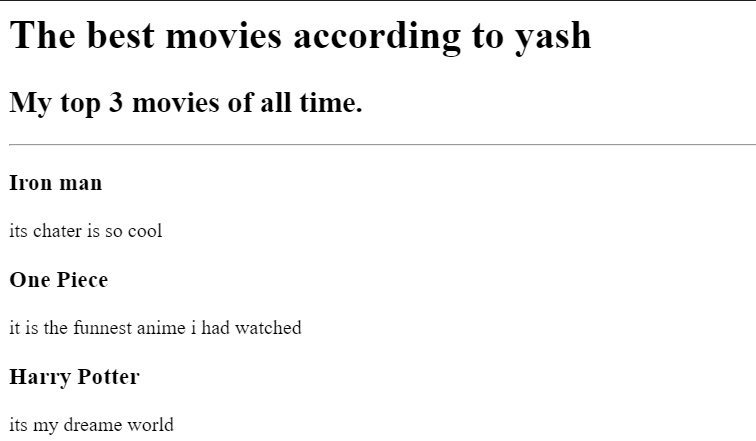 The best movies according to yash
My top 3 movies of all time.
Iron man
its chater is so cool
One Piece
it is the funnest anime i had watched
Harry Potter
its my dreame world